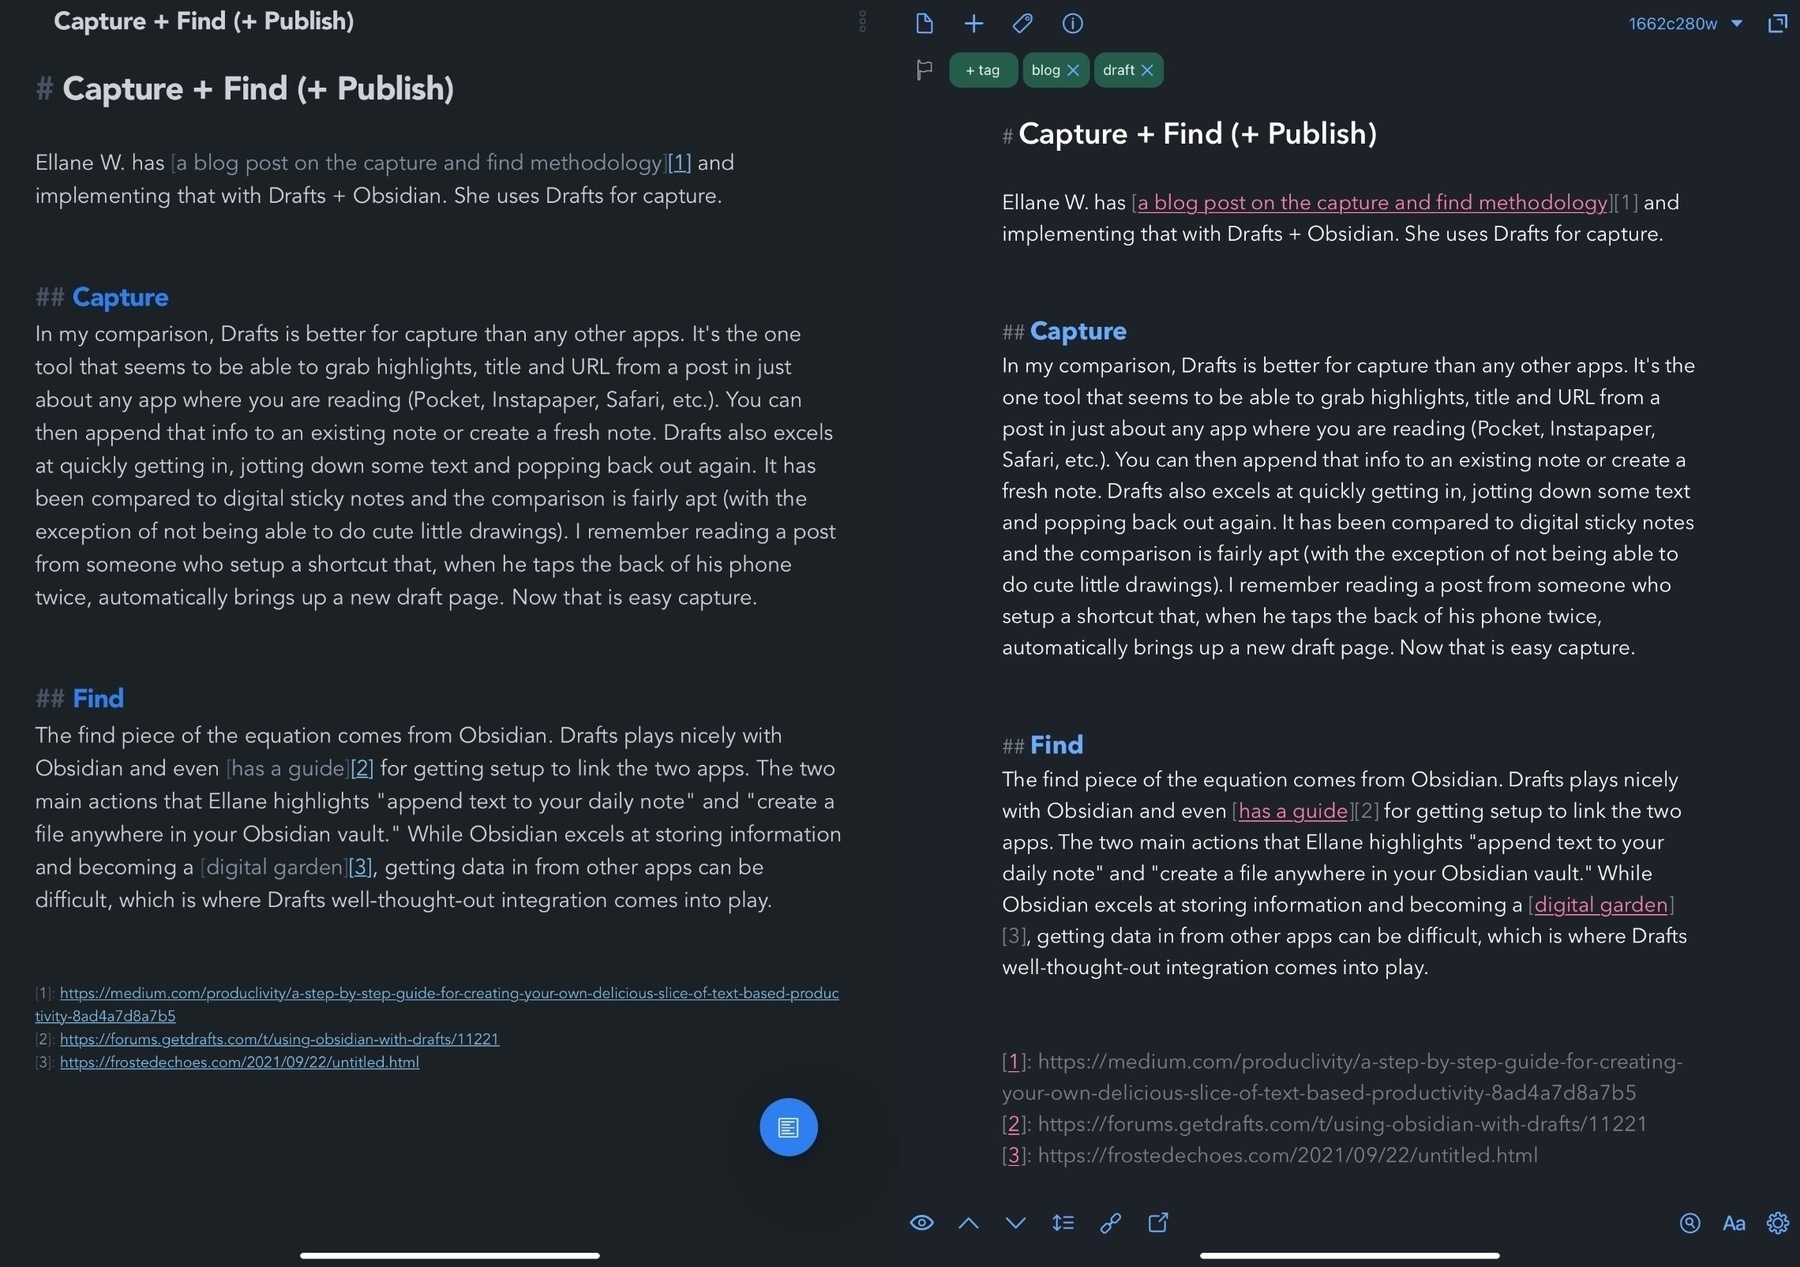 Capture + Find (+ Publish)
# Capture + Find (+ Publish)
Ellane W. has [a blog post on the capture and find methodology][1] and
implementing that with Drafts + Obsidian. She uses Drafts for capture.
## Capture
In my comparison, Drafts is better for capture than any other apps. It's the one
tool that seems to be able to grab highlights, title and URL from a post in just
about any app where you are reading (Pocket, Instapaper, Safari, etc.). You can
then append that info to an existing note or create a fresh note. Drafts also excels
at quickly getting in, jotting down some text and popping back out again. It has
been compared to digital sticky notes and the comparison is fairly apt (with the
exception of not being able to do cute little drawings). I remember reading a post
from someone who setup a shortcut that, when he taps the back of his phone
twice, automatically brings up a new draft page. Now that is easy capture.
## Find
The find piece of the equation comes from Obsidian. Drafts plays nicely with
Obsidian and even [has a guide][2] for getting setup to link the two apps. The two
main actions that Ellane highlights "append text to your daily note" and "create a
file anywhere in your Obsidian vault." While Obsidian excels at storing information
and becoming a [digital garden][3], getting data in from other apps can be
difficult, which is where Drafts well-thought-out integration comes into play.
[1]: https://medium.com/produclivity/a-step-by-step-guide-for-creating-your-own-delicious-slice-of-text-based-produc
tivity-8ad4a7d8a7b5
[2]: https://forums.getdrafts.com/t/using-obsidian-with-drafts/11221
[3]: https://frostedechoes.com/2021/09/22/untitled.html
1662c280w
+ tag blog draft
# Capture + Find (+ Publish)
Ellane W. has [a blog post on the capture and find methodology][1] and
implementing that with Drafts + Obsidian. She uses Drafts for capture.
## Capture
In my comparison, Drafts is better for capture than any other apps. It's the
one tool that seems to be able to grab highlights, title and URL from a
post in just about any app where you are reading (Pocket, Instapaper,
Safari, etc.). You can then append that info to an existing note or create a
fresh note. Drafts also excels at quickly getting in, jotting down some text
and popping back out again. It has been compared to digital sticky notes
and the comparison is fairly apt (with the exception of not being able to
do cute little drawings). I remember reading a post from someone who
setup a shortcut that, when he taps the back of his phone twice,
automatically brings up a new draft page. Now that is easy capture.
## Find
The find piece of the equation comes from Obsidian. Drafts plays nicely
with Obsidian and even [has a guide][2] for getting setup to link the two
apps. The two main actions that Ellane highlights "append text to your
daily note" and "create a file anywhere in your Obsidian vault." While
Obsidian excels at storing information and becoming a [digital garden]
[3], getting data in from other apps can be difficult, which is where Drafts
well-thought-out integration comes into play.
[1]: https://medium.com/produclivity/a-step-by-step-guide-for-creating-
your-own-delicious-slice-of-text-based-productivity-8ad4a7d8a7b5
[2]: https://forums.getdrafts.com/t/using-obsidian-with-drafts/11221
[3]: https://frostedechoes.com/2021/09/22/untitled.html
Aa